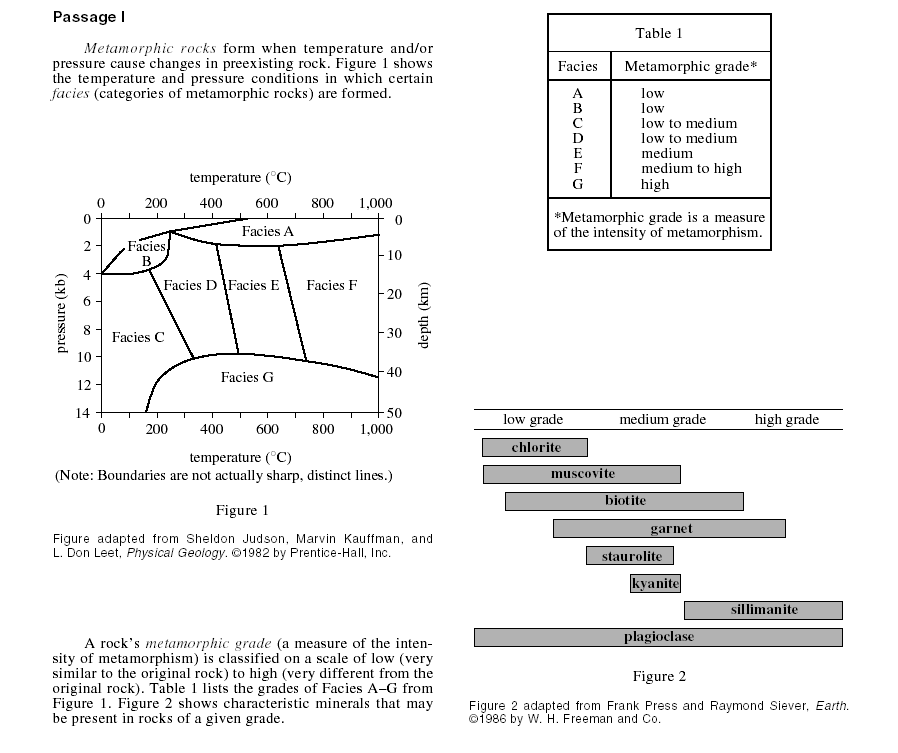 Passage I
Metamorphic rocks form when temperature and/or
pressure cause changes in preexisting rock. Figure 1 shows
the temperature and pressure conditions in which certain
facies (categories of metamorphic rocks) are formed.
temperature (°C)
0 200 400 600 800 1,000
0 2 4 6 8 10 12 14
pressure (kb)
Facies A
Facies
B
Facies D
Facies E
Facies F
Facies C
Facies G
0 10 20 30 40 50
depth (km)
0 200 400 600 800 1,000
temperature (°C)
(Note: Boundaries are not actually sharp, distinct lines.)
Figure 1
Figure adapted from Sheldon Judson, Marvin Kauffman, and
L. Don Leet, Physical Geology. ©1982 by Prentice-Hall, Inc.
A rock's metamorphic grade (a measure of the inten-
sity of metamorphism) is classified on a scale of low (very
similar to the original rock) to high (very different from the
original rock). Table 1 lists the grades of Facies A–G from
Figure 1. Figure 2 shows characteristic minerals that may
be present in rocks of a given grade.
Table 1
Facies Metamorphic grade*
A low
B low
C low to medium
D low to medium
E medium
F medium to high
G high
*Metamorphic grade is a measure
of the intensity of metamorphism.
low grade medium grade high grade
chlorite
muscovite
biotite
garnet
staurolite
kyanite
sillimanite
plagioclase
Figure 2
Figure 2 adapted from Frank Press and Raymond Siever, Earth.
©1986 by W. H. Freeman and Co.